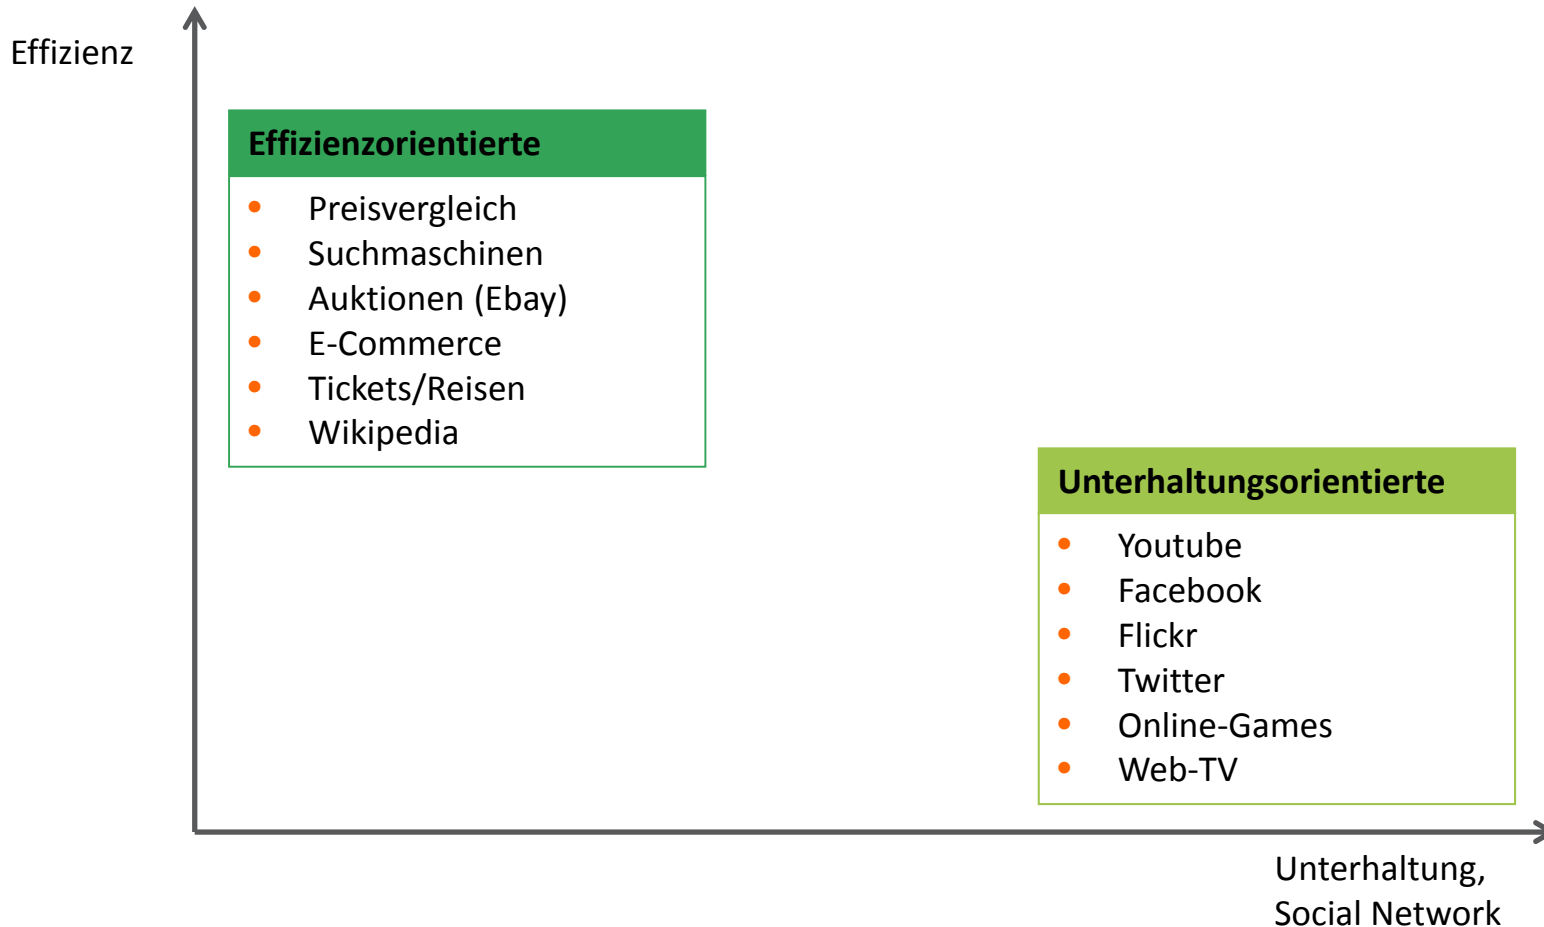 Effizienz
Effizienzorientierte
• Preisvergleich
• Suchmaschinen
• Auktionen (Ebay)
• E-Commerce
• Tickets/Reisen
• Wikipedia
Unterhaltungsorientierte
• Youtube
• Facebook
• Flickr
• Twitter
• Online-Games
• Web-TV
Unterhaltung,
Social Network